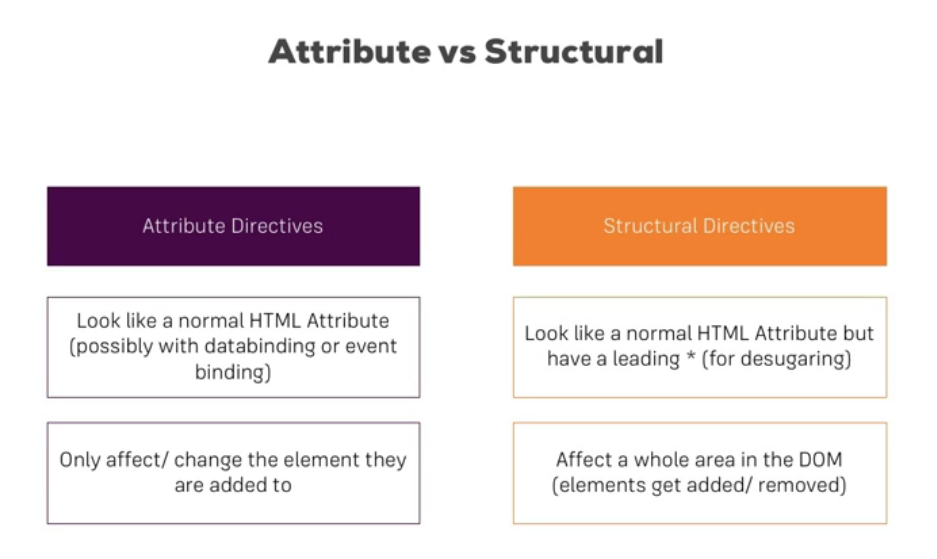 Attribute vs Structural
Attribute Directives
Structural Directives
Look like a normal HTML Attribute
(possibly with databinding or event
binding)
Look like a normal HTML Attribute but
have a leading * (for desugaring)
Only affect/ change the element they
are added to
Affect a whole area in the DOM
(elements get added/ removed)